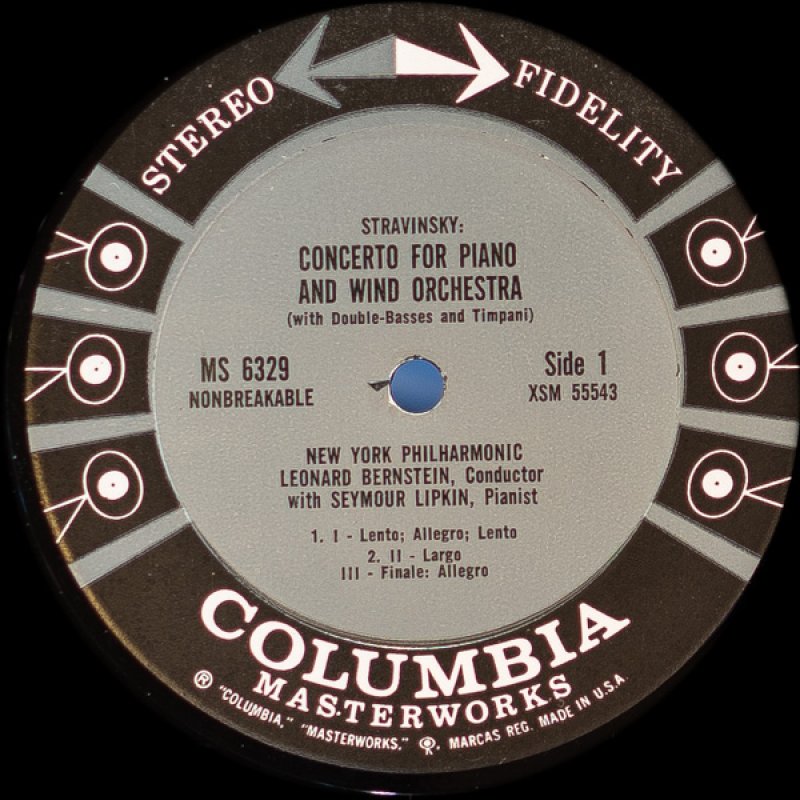 STEREO FIDELITY
STRAVINSKY:
CONCERTO FOR PIANO
AND WIND ORCHESTRA
(with Double-Basses and Timpani)
MS 6329
NONBREAKABLE
Side 1
XSM 55543
NEW YORK PHILHARMONIC
LEONARD BERNSTEIN, Conductor
with SEYMOUR LIPKIN, Pianist
1. I - Lento; Allegro; Lento
2. II - Largo
III - Finale: Allegro
COLUMBIA
MASTERWORKS
® "COLUMBIA," "MASTERWORKS," MARCAS REG. MADE IN U.S.A.